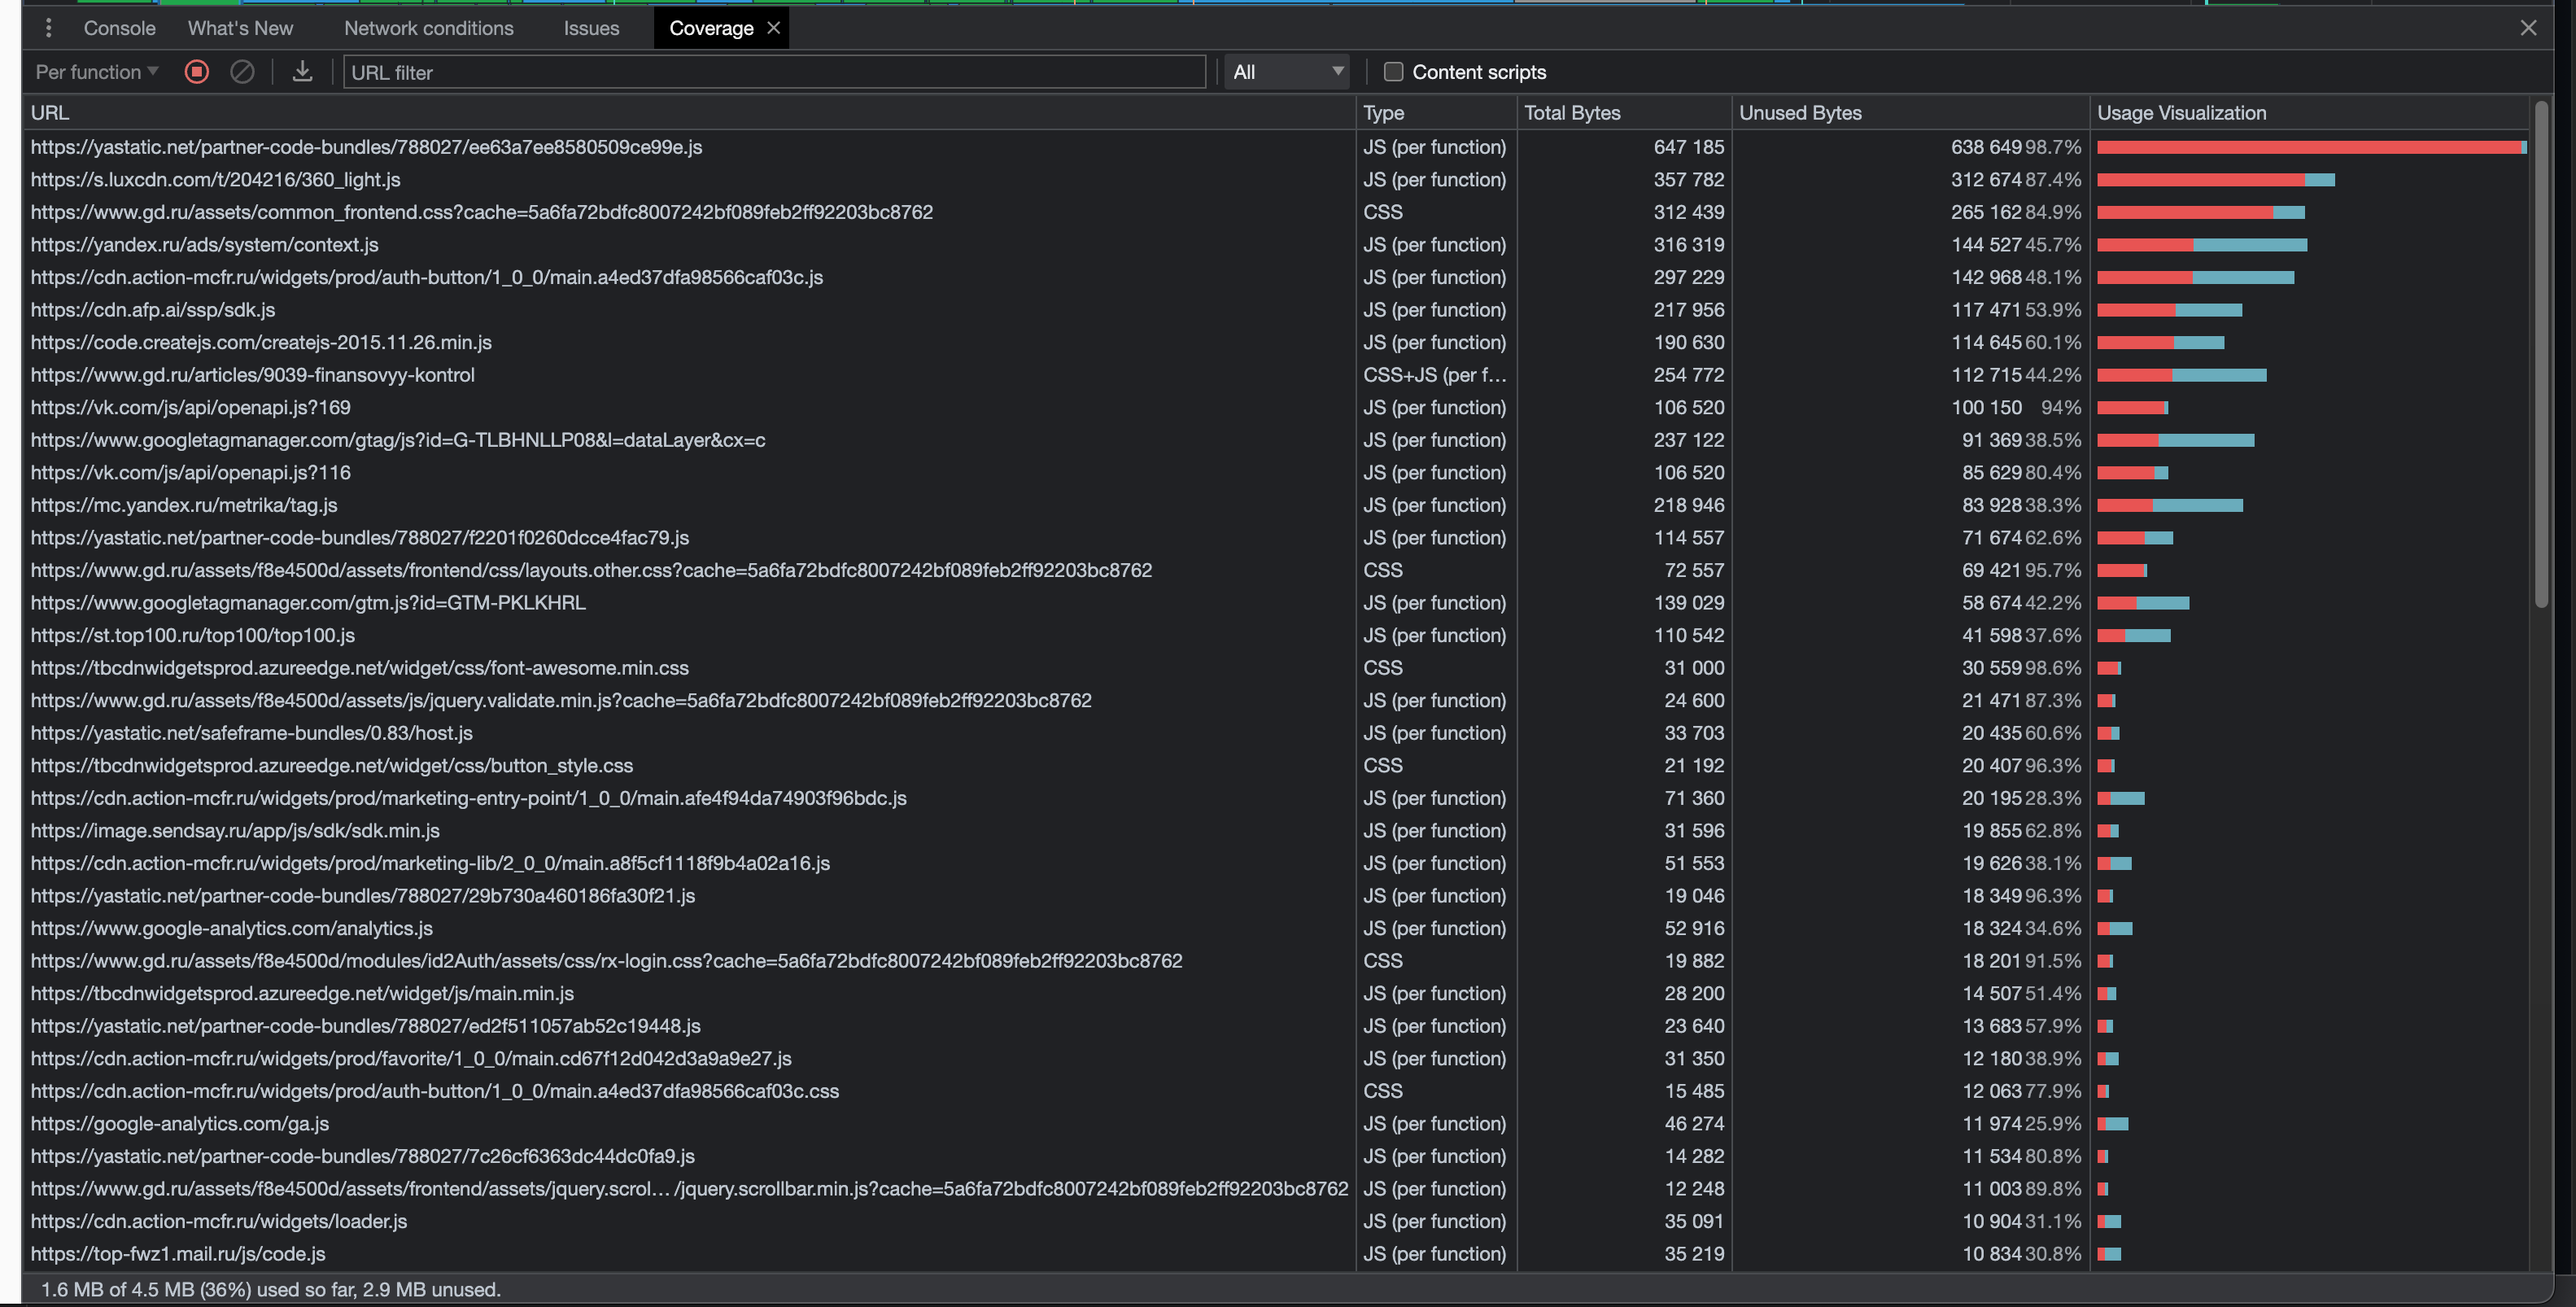 Console What's New Network conditions Issues Coverage
Per function URL filter All Content scripts
URL Type Total Bytes Unused Bytes Usage Visualization
https://yastatic.net/partner-code-bundles/788027/ee63a7ee8580509ce99e.js JS (per function) 647 185 638 649 98.7%
https://s.luxcdn.com/t/204216/360_light.js JS (per function) 357 782 312 674 87.4%
https://www.gd.ru/assets/common_frontend.css?cache=5a6fa72bdfc8007242bf089feb2ff92203bc8762 CSS 312 439 265 162 84.9%
https://yandex.ru/ads/system/context.js JS (per function) 316 319 144 527 45.7%
https://cdn.action-mcfr.ru/widgets/prod/auth-button/1_0_0/main.a4ed37dfa98566caf03c.js JS (per function) 297 229 142 968 48.1%
https://cdn.afp.ai/ssp/sdk.js JS (per function) 217 956 117 471 53.9%
https://code.createjs.com/createjs-2015.11.26.min.js JS (per function) 190 630 114 645 60.1%
https://www.gd.ru/articles/9039-finansovyy-kontrol CSS+JS (per f… 254 772 112 715 44.2%
https://vk.com/js/api/openapi.js?169 JS (per function) 106 520 100 150 94%
https://www.googletagmanager.com/gtag/js?id=G-TLBHNLLP08&l=dataLayer&cx=c JS (per function) 237 122 91 369 38.5%
https://vk.com/js/api/openapi.js?116 JS (per function) 106 520 85 629 80.4%
https://mc.yandex.ru/metrika/tag.js JS (per function) 218 946 83 928 38.3%
https://yastatic.net/partner-code-bundles/788027/f2201f0260dcce4fac79.js JS (per function) 114 557 71 674 62.6%
https://www.gd.ru/assets/f8e4500d/assets/frontend/css/layouts.other.css?cache=5a6fa72bdfc8007242bf089feb2ff92203bc8762 CSS 72 557 69 421 95.7%
https://www.googletagmanager.com/gtm.js?id=GTM-PKLKHRL JS (per function) 139 029 58 674 42.2%
https://st.top100.ru/top100/top100.js JS (per function) 110 542 41 598 37.6%
https://tbcdnwidgetsprod.azureedge.net/widget/css/font-awesome.min.css CSS 31 000 30 559 98.6%
https://www.gd.ru/assets/f8e4500d/assets/js/jquery.validate.min.js?cache=5a6fa72bdfc8007242bf089feb2ff92203bc8762 JS (per function) 24 600 21 471 87.3%
https://yastatic.net/safeframe-bundles/0.83/host.js JS (per function) 33 703 20 435 60.6%
https://tbcdnwidgetsprod.azureedge.net/widget/css/button_style.css CSS 21 192 20 407 96.3%
https://cdn.action-mcfr.ru/widgets/prod/marketing-entry-point/1_0_0/main.afe4f94da74903f96bdc.js JS (per function) 71 360 20 195 28.3%
https://image.sendsay.ru/app/js/sdk/sdk.min.js JS (per function) 31 596 19 855 62.8%
https://cdn.action-mcfr.ru/widgets/prod/marketing-lib/2_0_0/main.a8f5cf1118f9b4a02a16.js JS (per function) 51 553 19 626 38.1%
https://yastatic.net/partner-code-bundles/788027/29b730a460186fa30f21.js JS (per function) 19 046 18 349 96.3%
https://www.google-analytics.com/analytics.js JS (per function) 52 916 18 324 34.6%
https://www.gd.ru/assets/f8e4500d/modules/id2Auth/assets/css/rx-login.css?cache=5a6fa72bdfc8007242bf089feb2ff92203bc8762 CSS 19 882 18 201 91.5%
https://tbcdnwidgetsprod.azureedge.net/widget/js/main.min.js JS (per function) 28 200 14 507 51.4%
https://yastatic.net/partner-code-bundles/788027/ed2f511057ab52c19448.js JS (per function) 23 640 13 683 57.9%
https://cdn.action-mcfr.ru/widgets/prod/favorite/1_0_0/main.cd67f12d042d3a9a9e27.js JS (per function) 31 350 12 180 38.9%
https://cdn.action-mcfr.ru/widgets/prod/auth-button/1_0_0/main.a4ed37dfa98566caf03c.css CSS 15 485 12 063 77.9%
https://google-analytics.com/ga.js JS (per function) 46 274 11 974 25.9%
https://yastatic.net/partner-code-bundles/788027/7c26cf6363dc44dc0fa9.js JS (per function) 14 282 11 534 80.8%
https://www.gd.ru/assets/f8e4500d/assets/frontend/assets/jquery.scrol… /jquery.scrollbar.min.js?cache=5a6fa72bdfc8007242bf089feb2ff92203bc8762 JS (per function) 12 248 11 003 89.8%
https://cdn.action-mcfr.ru/widgets/loader.js JS (per function) 35 091 10 904 31.1%
https://top-fwz1.mail.ru/js/code.js JS (per function) 35 219 10 834 30.8%
1.6 MB of 4.5 MB (36%) used so far, 2.9 MB unused.